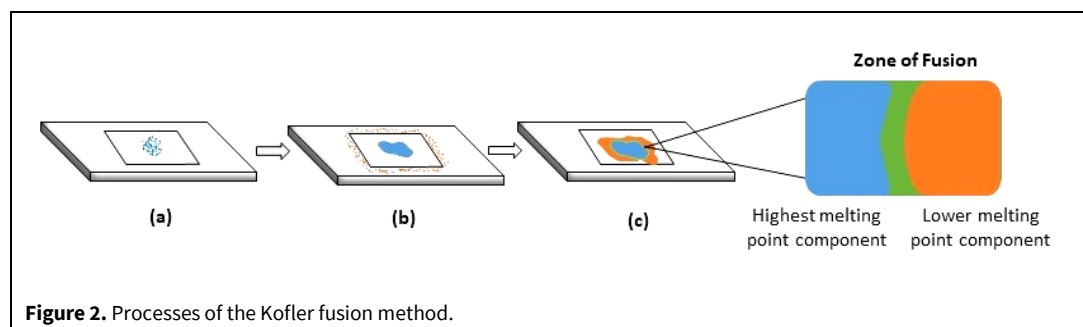 Zone of Fusion
(a)
(b)
(c)
Highest melting
point component
Lower melting
point component
Figure 2. Processes of the Kofler fusion method.